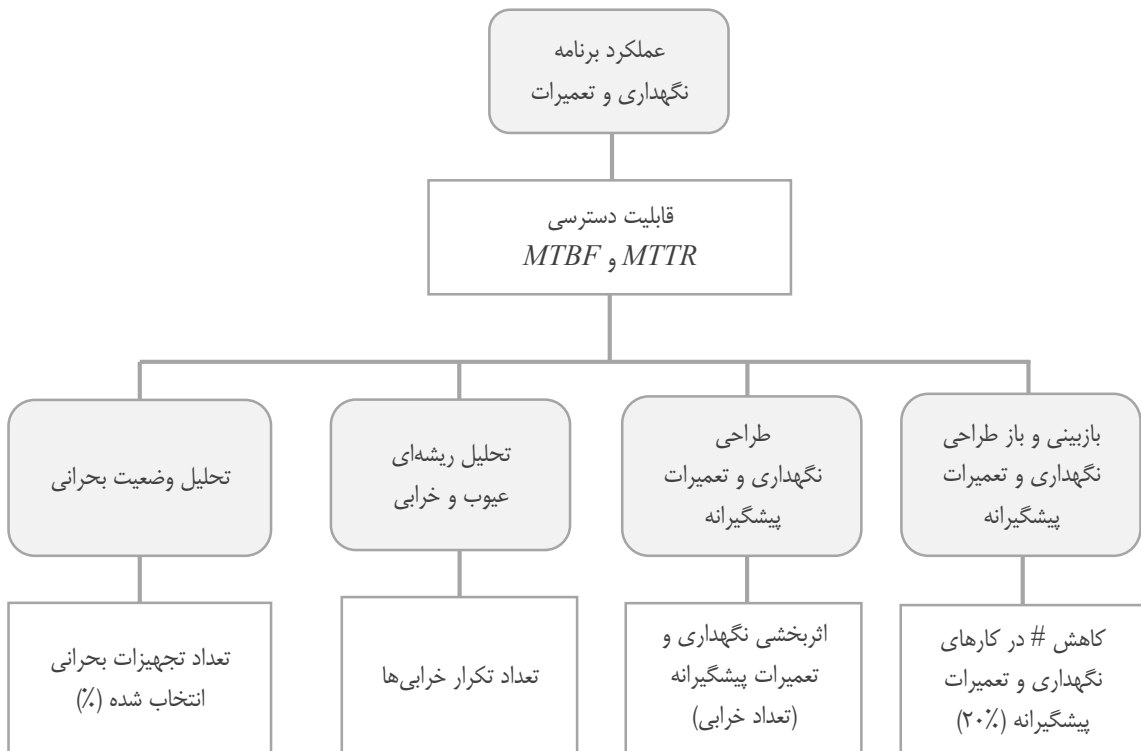 عملکرد برنامه
نگهداری و تعمیرات
قابلیت دسترسی
MTTR و MTBF
بازبینی و باز طراحی
نگهداری و تعمیرات
پیشگیرانه
طراحی
نگهداری و تعمیرات
پیشگیرانه
تحلیل ریشه‌ای
عیوب و خرابی
تحلیل وضعیت بحرانی
کاهش # در کارهای
نگهداری و تعمیرات
پیشگیرانه (۲۰٪)
اثربخشی نگهداری و
تعمیرات پیشگیرانه
(تعداد خرابی)
تعداد تکرار خرابی‌ها
تعداد تجهیزات بحرانی
انتخاب شده (٪)